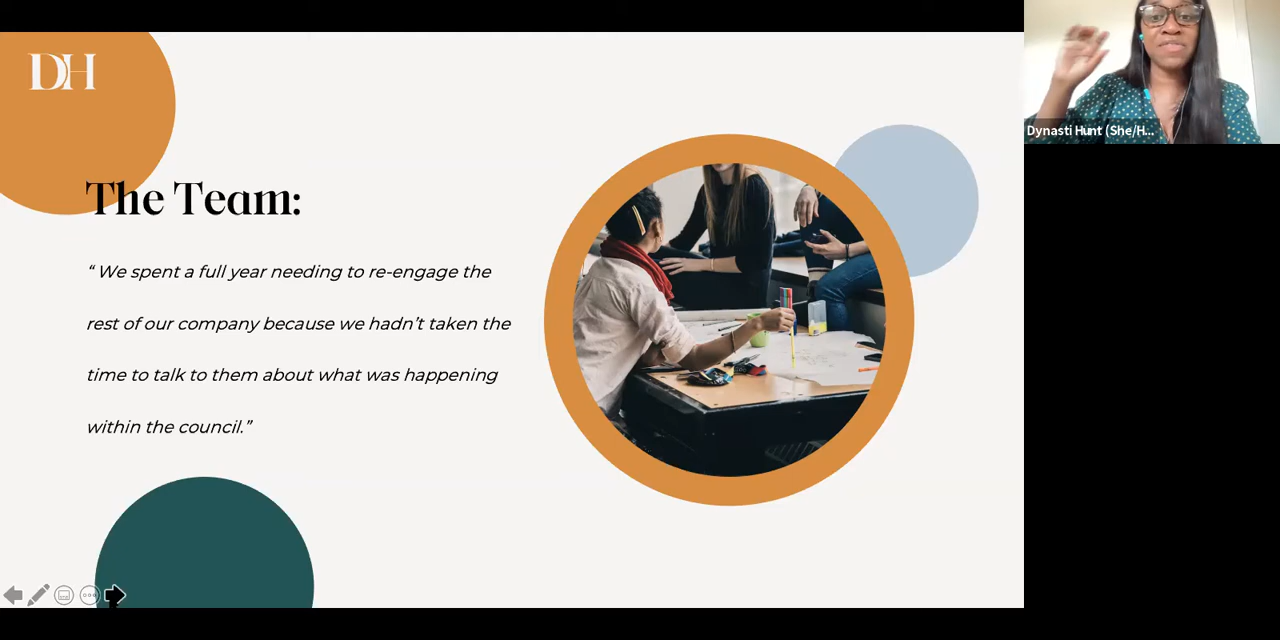 DH
The Team:
“ We spent a full year needing to re-engage the
rest of our company because we hadn’t taken the
time to talk to them about what was happening
within the council.”
Dynasti Hunt (She/H...